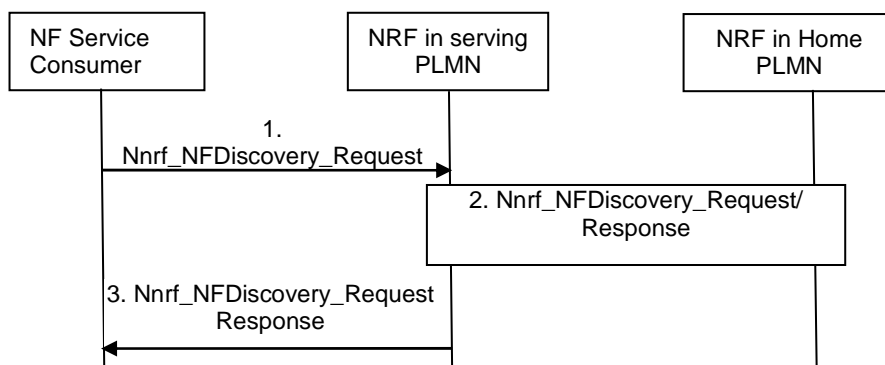 NF Service
Consumer
NRF in serving
PLMN
NRF in Home
PLMN
1.
Nnrf_NFDiscovery_Request
2. Nnrf_NFDiscovery_Request/
Response
3. Nnrf_NFDiscovery_Request
Response